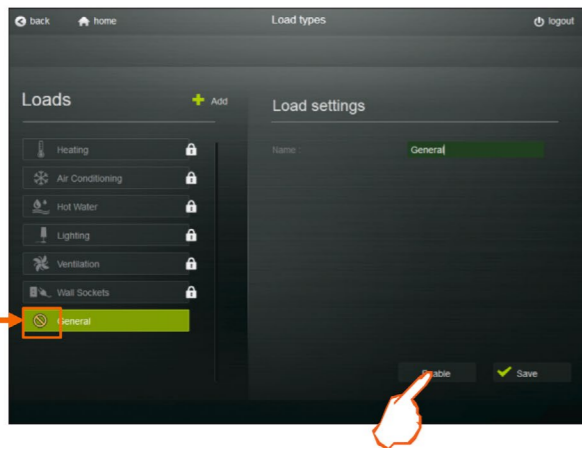 back home Load types logout
Loads Add
Load settings
Heating
Name : General
Air Conditioning
Hot Water
Lighting
Ventilation
Wall Sockets
General
Save